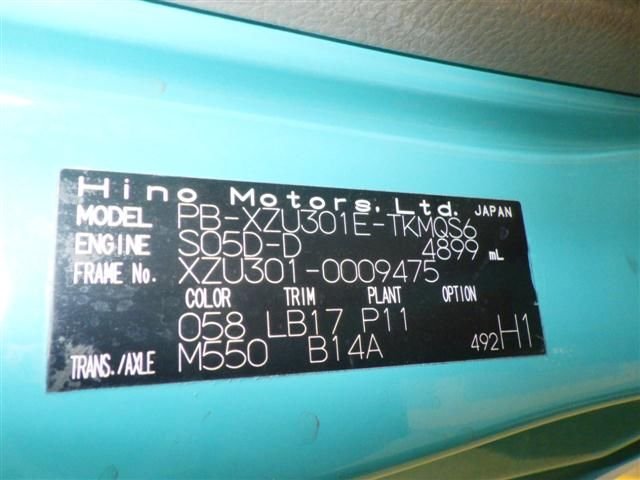 Hino Motors, Ltd. JAPAN
MODEL PB-XZU301E-TKMQS6
ENGINE S05D-D 4899 mL
FRAME No. XZU301-0009475
COLOR TRIM PLANT OPTION
058 LB17 P11
TRANS./AXLE M550 B14A 492H1